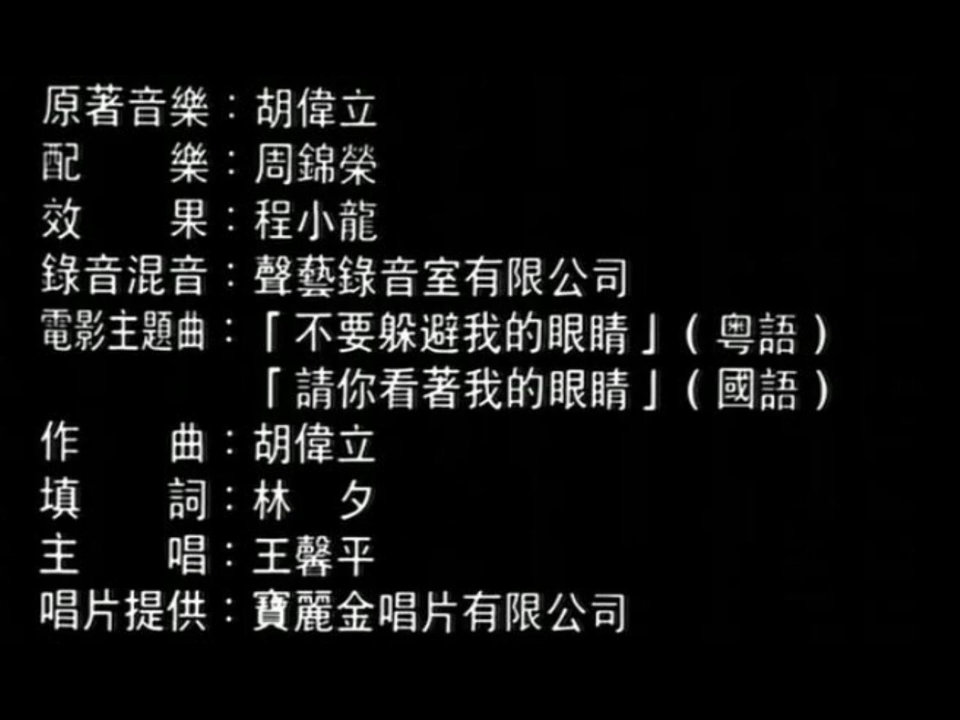 原著音樂：胡偉立
配　　樂：周錦榮
效　　果：程小龍
錄音混音：聲藝錄音室有限公司
電影主題曲：「不要躲避我的眼睛」(粵語)
「請你看著我的眼睛」(國語)
作　　曲：胡偉立
填　　詞：林　夕
主　　唱：王馨平
唱片提供：寶麗金唱片有限公司